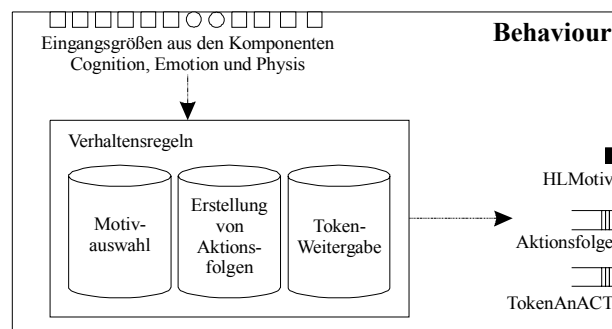 Behaviour
Eingangsgrößen aus den Komponenten
Cognition, Emotion und Physis
Verhaltensregeln
Motiv-
auswahl
Erstellung
von
Aktions-
folgen
Token-
Weitergabe
HLMotiv
Aktionsfolge
TokenAnACT